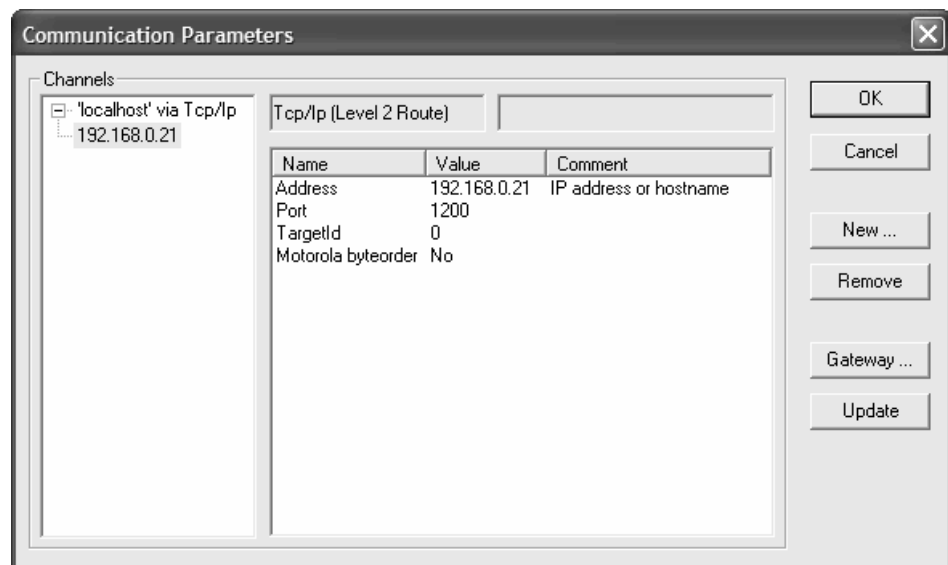 Communication Parameters
Channels
'localhost' via Tcp/Ip
192.168.0.21
Tcp/Ip (Level 2 Route)
Name Value Comment
Address 192.168.0.21 IP address or hostname
Port 1200
TargetId 0
Motorola byteorder No
OK
Cancel
New ...
Remove
Gateway ...
Update